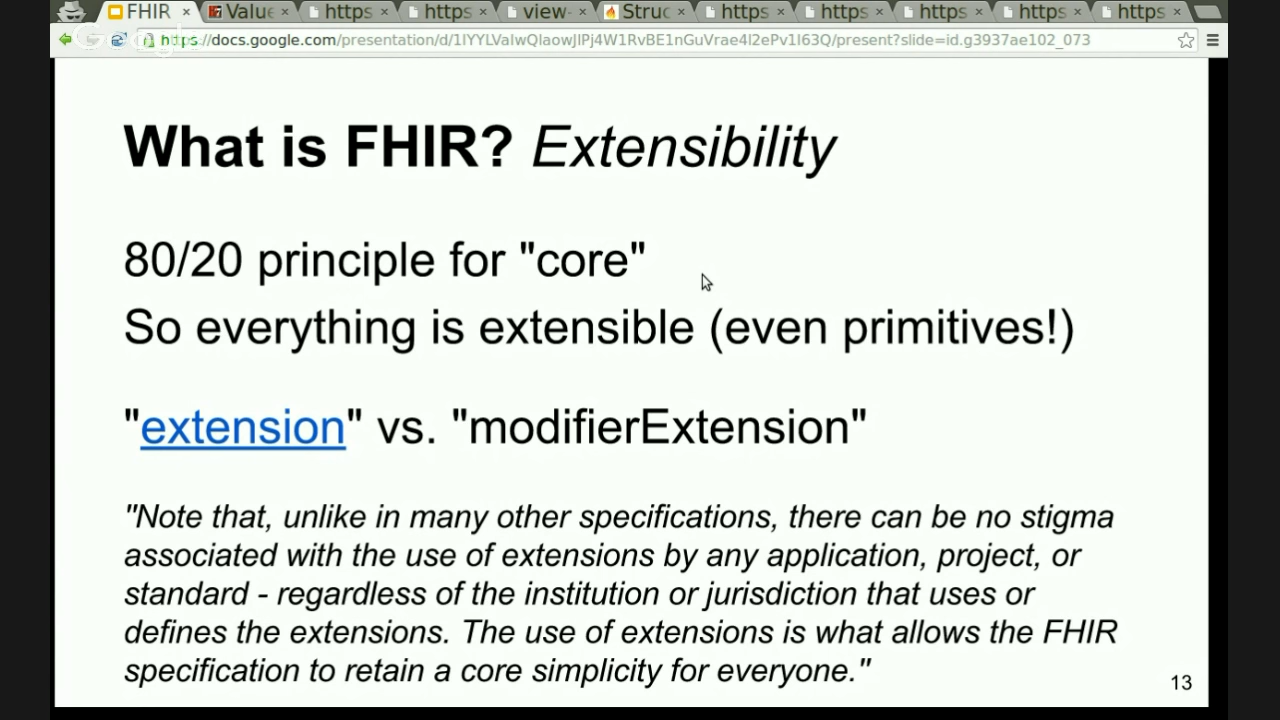 FHIR Value https https view- Struc https https https https https
Google
https://docs.google.com/presentation/d/1IYYLVaIwQlaowJlPj4W1RvBE1nGuVrae4l2ePv1l63Q/present?slide=id.g3937ae102_073
What is FHIR? Extensibility
80/20 principle for "core"
So everything is extensible (even primitives!)
"extension" vs. "modifierExtension"
"Note that, unlike in many other specifications, there can be no stigma
associated with the use of extensions by any application, project, or
standard - regardless of the institution or jurisdiction that uses or
defines the extensions. The use of extensions is what allows the FHIR
specification to retain a core simplicity for everyone."
13